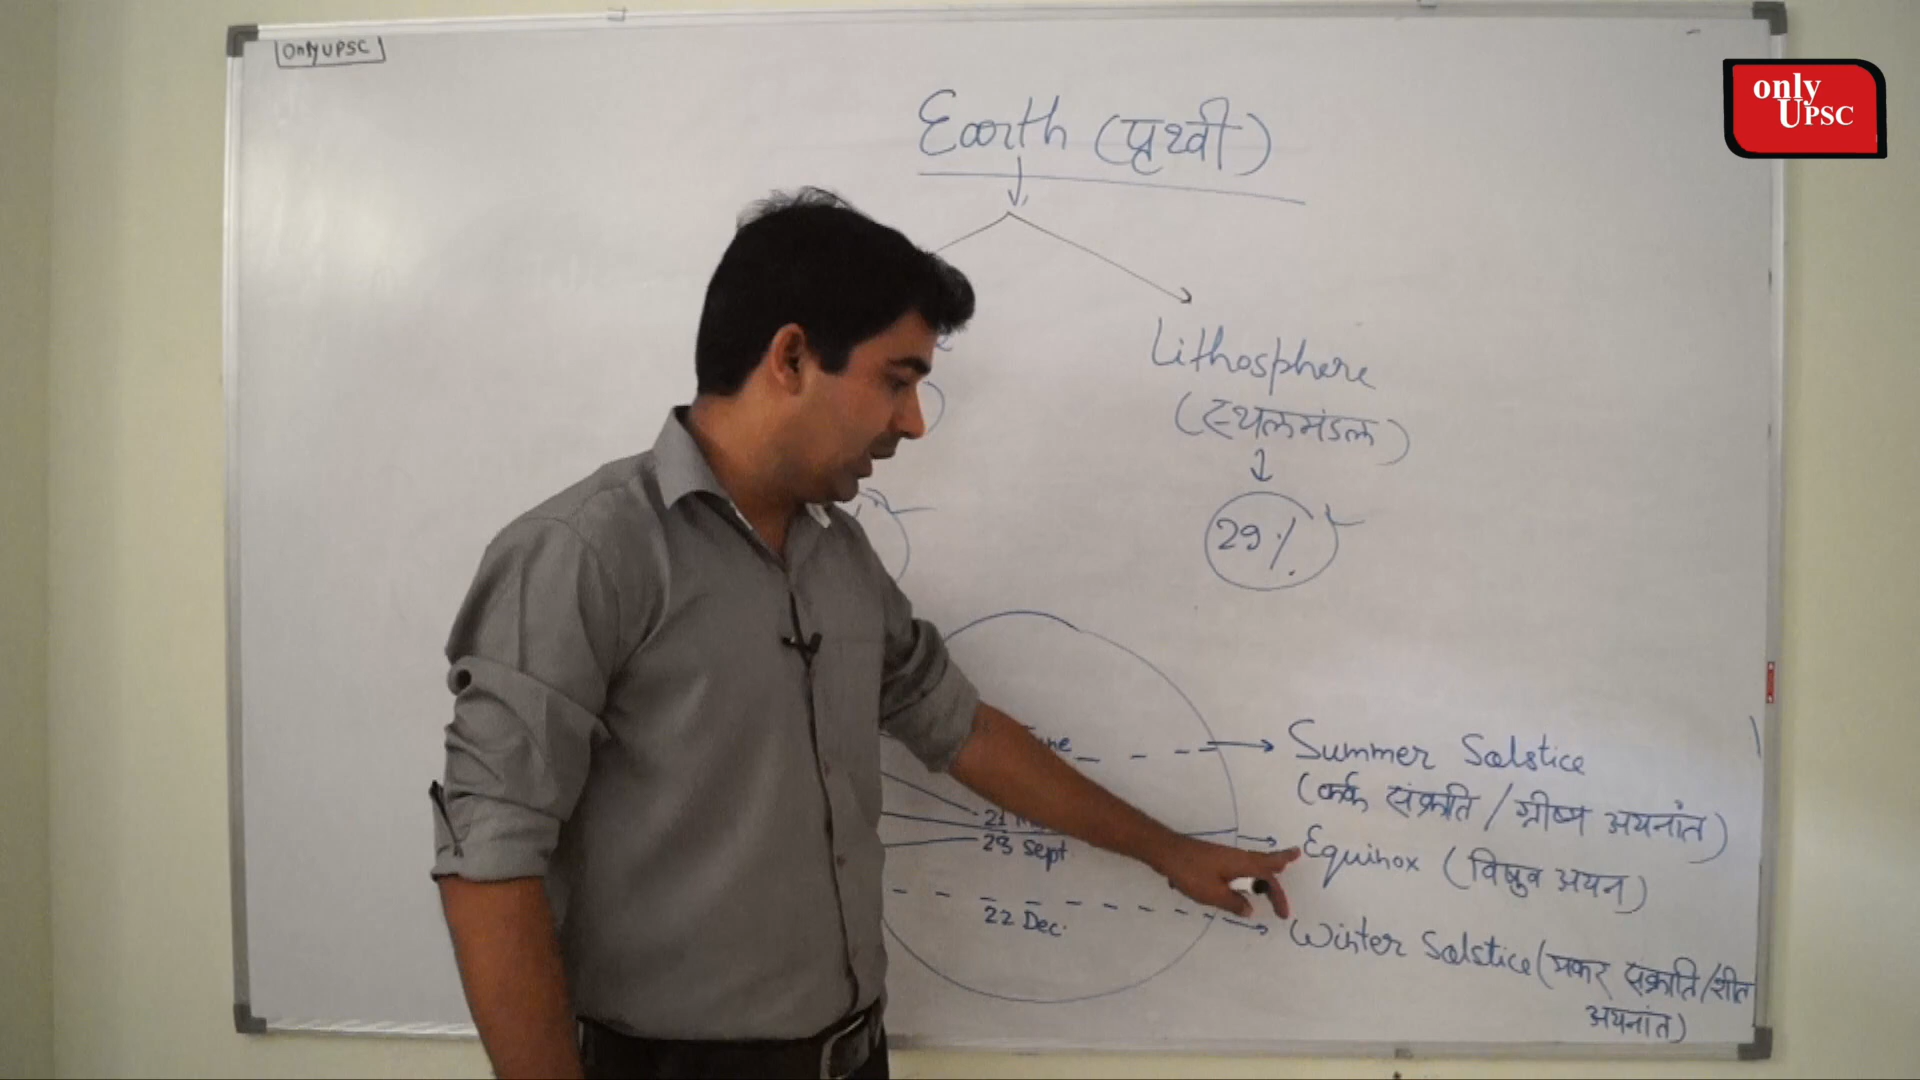 OnlyUPSC
only
UPSC
Earth (पृथ्वी)
Lithosphere
(स्थलमंडल)
29%
Summer Solstice
(कर्क संक्राति / ग्रीष्म अयनांत)
21
23 Sept.
Equinox (विषुव अयन)
22 Dec.
Winter Solstice (मकर संक्राति/शीत
अयनांत)